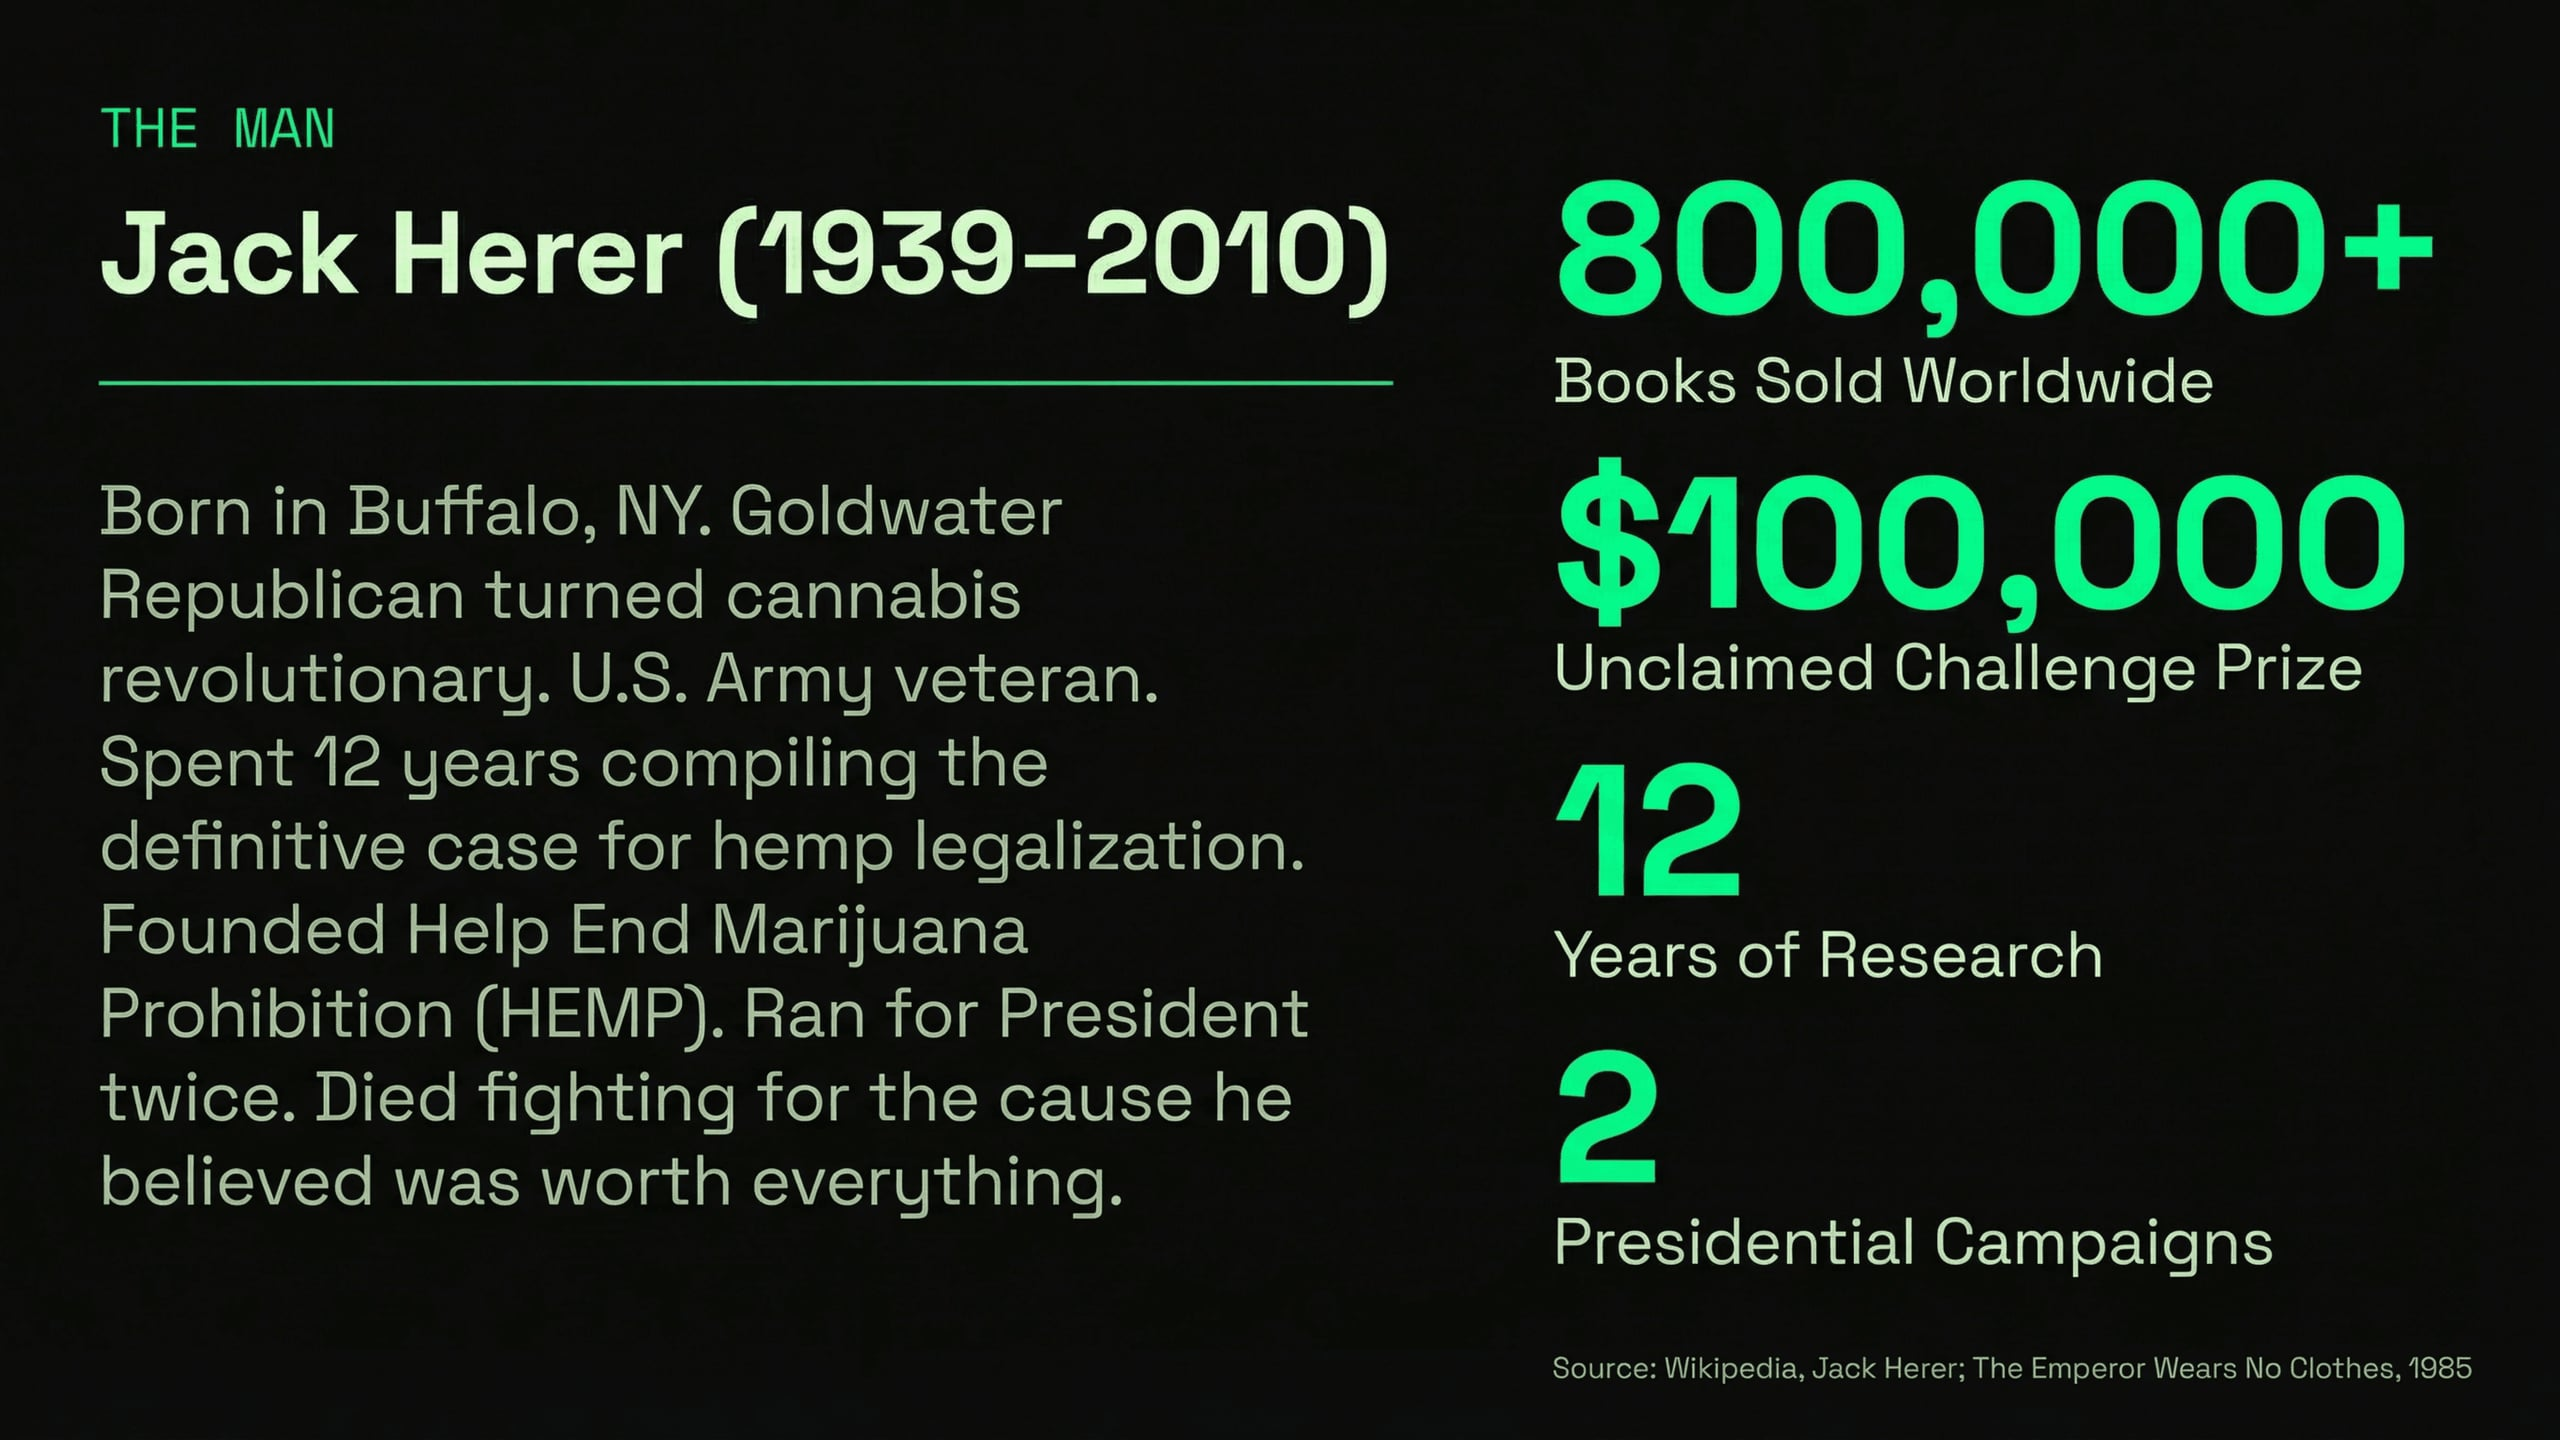 THE MAN
Jack Herer (1939–2010)
Born in Buffalo, NY. Goldwater
Republican turned cannabis
revolutionary. U.S. Army veteran.
Spent 12 years compiling the
definitive case for hemp legalization.
Founded Help End Marijuana
Prohibition (HEMP). Ran for President
twice. Died fighting for the cause he
believed was worth everything.
800,000+
Books Sold Worldwide
$100,000
Unclaimed Challenge Prize
12
Years of Research
2
Presidential Campaigns
Source: Wikipedia, Jack Herer; The Emperor Wears No Clothes, 1985